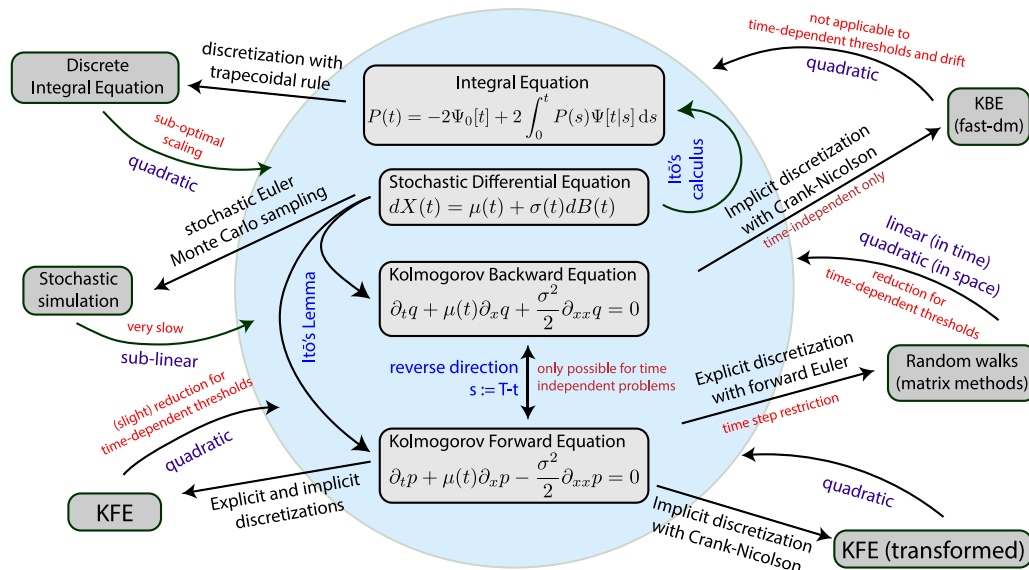 discretization with
trapecoidal rule
Discrete
Integral Equation
sub-optimal
scaling
quadratic
Integral Equation
P(t) = −2Ψ₀[t] + 2 ∫₀ᵗ P(s)Ψ[t|s] ds
Itō's
calculus
not applicable to
time-dependent thresholds and drift
quadratic
KBE
(fast-dm)
Stochastic Differential Equation
dX(t) = μ(t) + σ(t)dB(t)
Implicit discretization
with Crank-Nicolson
time-independent only
stochastic Euler
Monte Carlo sampling
Stochastic
simulation
very slow
sub-linear
Itō's Lemma
Kolmogorov Backward Equation
∂ₜq + μ(t)∂ₓq + σ²/2 ∂ₓₓq = 0
linear (in time)
quadratic (in space)
reduction for
time-dependent thresholds
reverse direction
s := T-t
only possible for time
independent problems
Explicit discretization
with forward Euler
time step restriction
Random walks
(matrix methods)
(slight) reduction for
time-dependent thresholds
quadratic
KFE
Explicit and implicit
discretizations
Kolmogorov Forward Equation
∂ₜp + μ(t)∂ₓp − σ²/2 ∂ₓₓp = 0
Implicit discretization
with Crank-Nicolson
quadratic
KFE (transformed)